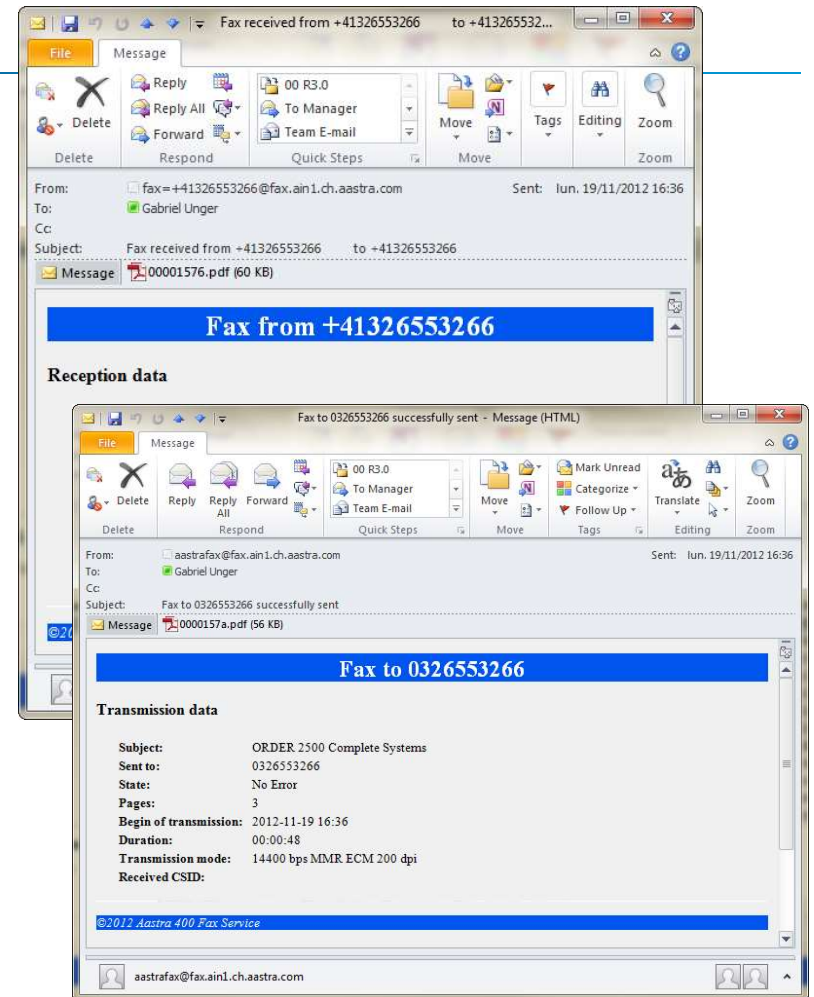 Fax received from +41326553266 to +413265532...
File Message
Reply
Reply All
Forward
Delete
00 R3.0
To Manager
Team E-mail
Move
Tags
Editing
Zoom
Delete Respond Quick Steps Move Zoom
From: fax=+41326553266@fax.ain1.ch.aastra.com Sent: lun. 19/11/2012 16:36
To: Gabriel Unger
Cc:
Subject: Fax received from +41326553266 to +41326553266
Message 00001576.pdf (60 KB)
Fax from +41326553266
Reception data
©20
Fax to 0326553266 successfully sent - Message (HTML)
File Message
Delete
Reply
Reply All
Forward
00 R3.0
To Manager
Team E-mail
Move
Mark Unread
Categorize
Follow Up
Translate
Zoom
Delete Respond Quick Steps Move Tags Editing Zoom
From: aastrafax@fax.ain1.ch.aastra.com Sent: lun. 19/11/2012 16:36
To: Gabriel Unger
Cc:
Subject: Fax to 0326553266 successfully sent
Message 0000157a.pdf (56 KB)
Fax to 0326553266
Transmission data
Subject: ORDER 2500 Complete Systems
Sent to: 0326553266
State: No Error
Pages: 3
Begin of transmission: 2012-11-19 16:36
Duration: 00:00:48
Transmission mode: 14400 bps MMR ECM 200 dpi
Received CSID:
©2012 Aastra 400 Fax Service
aastrafax@fax.ain1.ch.aastra.com